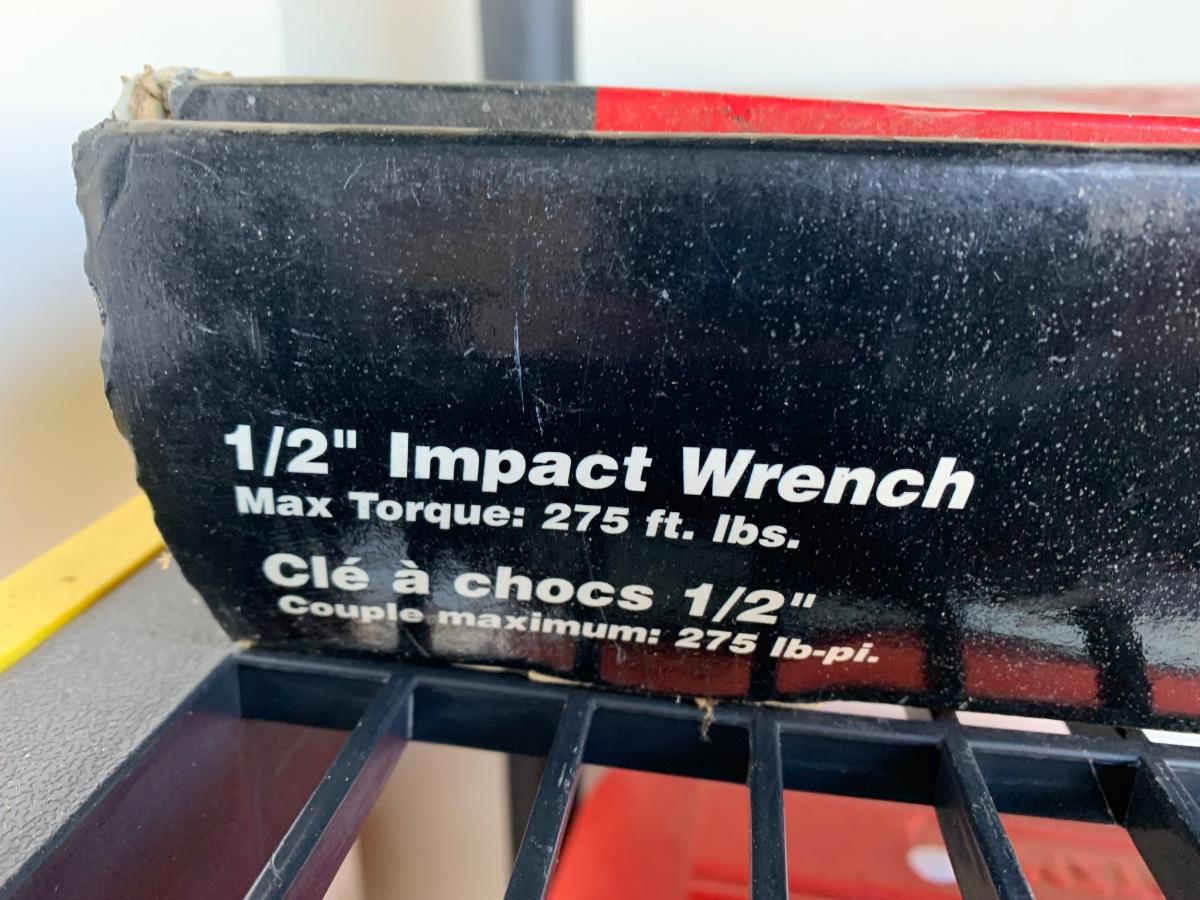 1/2" Impact Wrench
Max Torque: 275 ft. lbs.
Clé à chocs 1/2"
Couple maximum: 275 lb-pi.